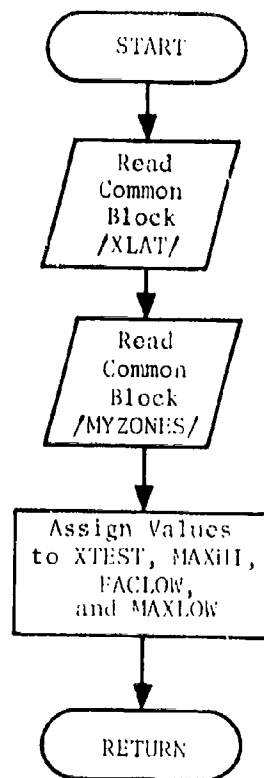 START
Read
Common
Block
/XLAT/
Read
Common
Block
/MYZONES/
Assign Values
to XTEST, MAXHI,
FACLOW,
and MAXLOW
RETURN